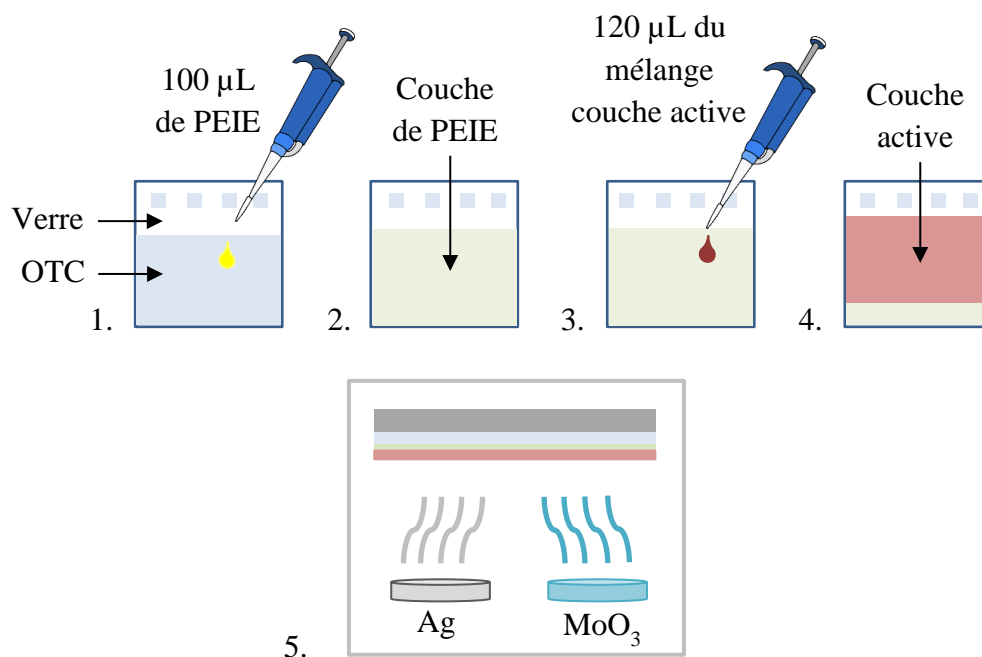 100 µL
de PEIE
Couche
de PEIE
120 µL du
mélange
couche active
Couche
active
Verre
OTC
1.
2.
3.
4.
Ag
MoO₃
5.